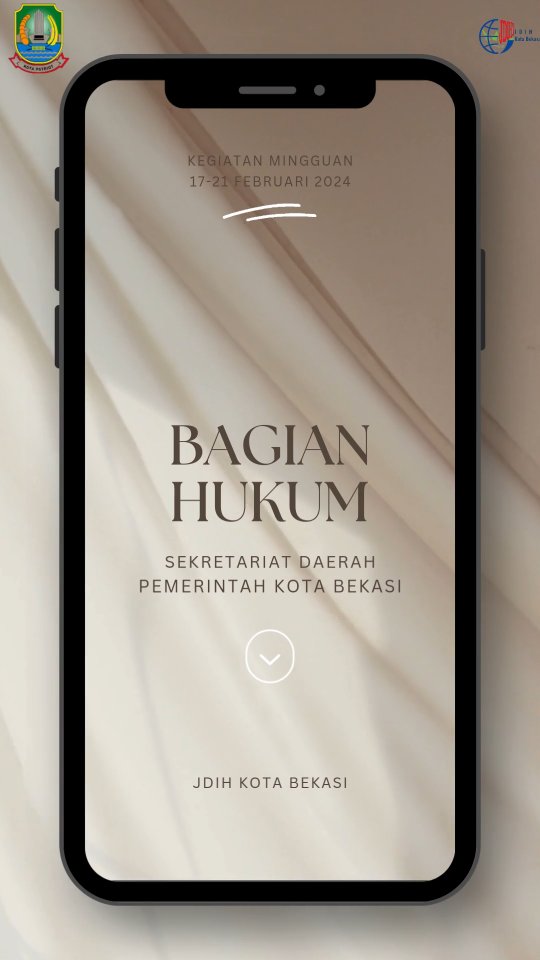 KOTA PATRIOT
JDIH
Kota Bekasi
KEGIATAN MINGGUAN
17-21 FEBRUARI 2024
BAGIAN
HUKUM
SEKRETARIAT DAERAH
PEMERINTAH KOTA BEKASI
JDIH KOTA BEKASI